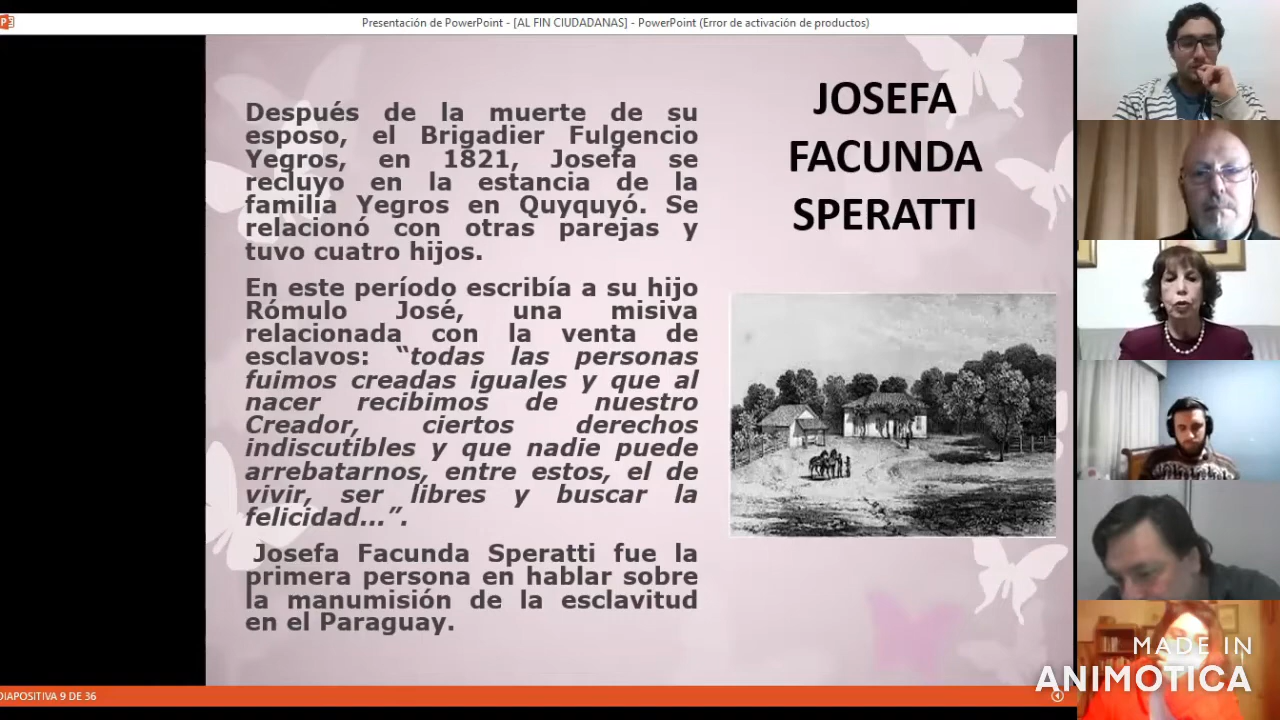 Presentación de PowerPoint - [AL FIN CIUDADANAS] - PowerPoint (Error de activación de productos)
Después de la muerte de su
esposo, el Brigadier Fulgencio
Yegros, en 1821, Josefa se
recluyo en la estancia de la
familia Yegros en Quyquyó. Se
relacionó con otras parejas y
tuvo cuatro hijos.
En este período escribía a su hijo
Rómulo José, una misiva
relacionada con la venta de
esclavos: “todas las personas
fuimos creadas iguales y que al
nacer recibimos de nuestro
Creador, ciertos derechos
indiscutibles y que nadie puede
arrebatarnos, entre estos, el de
vivir, ser libres y buscar la
felicidad...”.
Josefa Facunda Speratti fue la
primera persona en hablar sobre
la manumisión de la esclavitud
en el Paraguay.
JOSEFA
FACUNDA
SPERATTI
DIAPOSITIVA 9 DE 36
MADE IN
ANIMOTICA